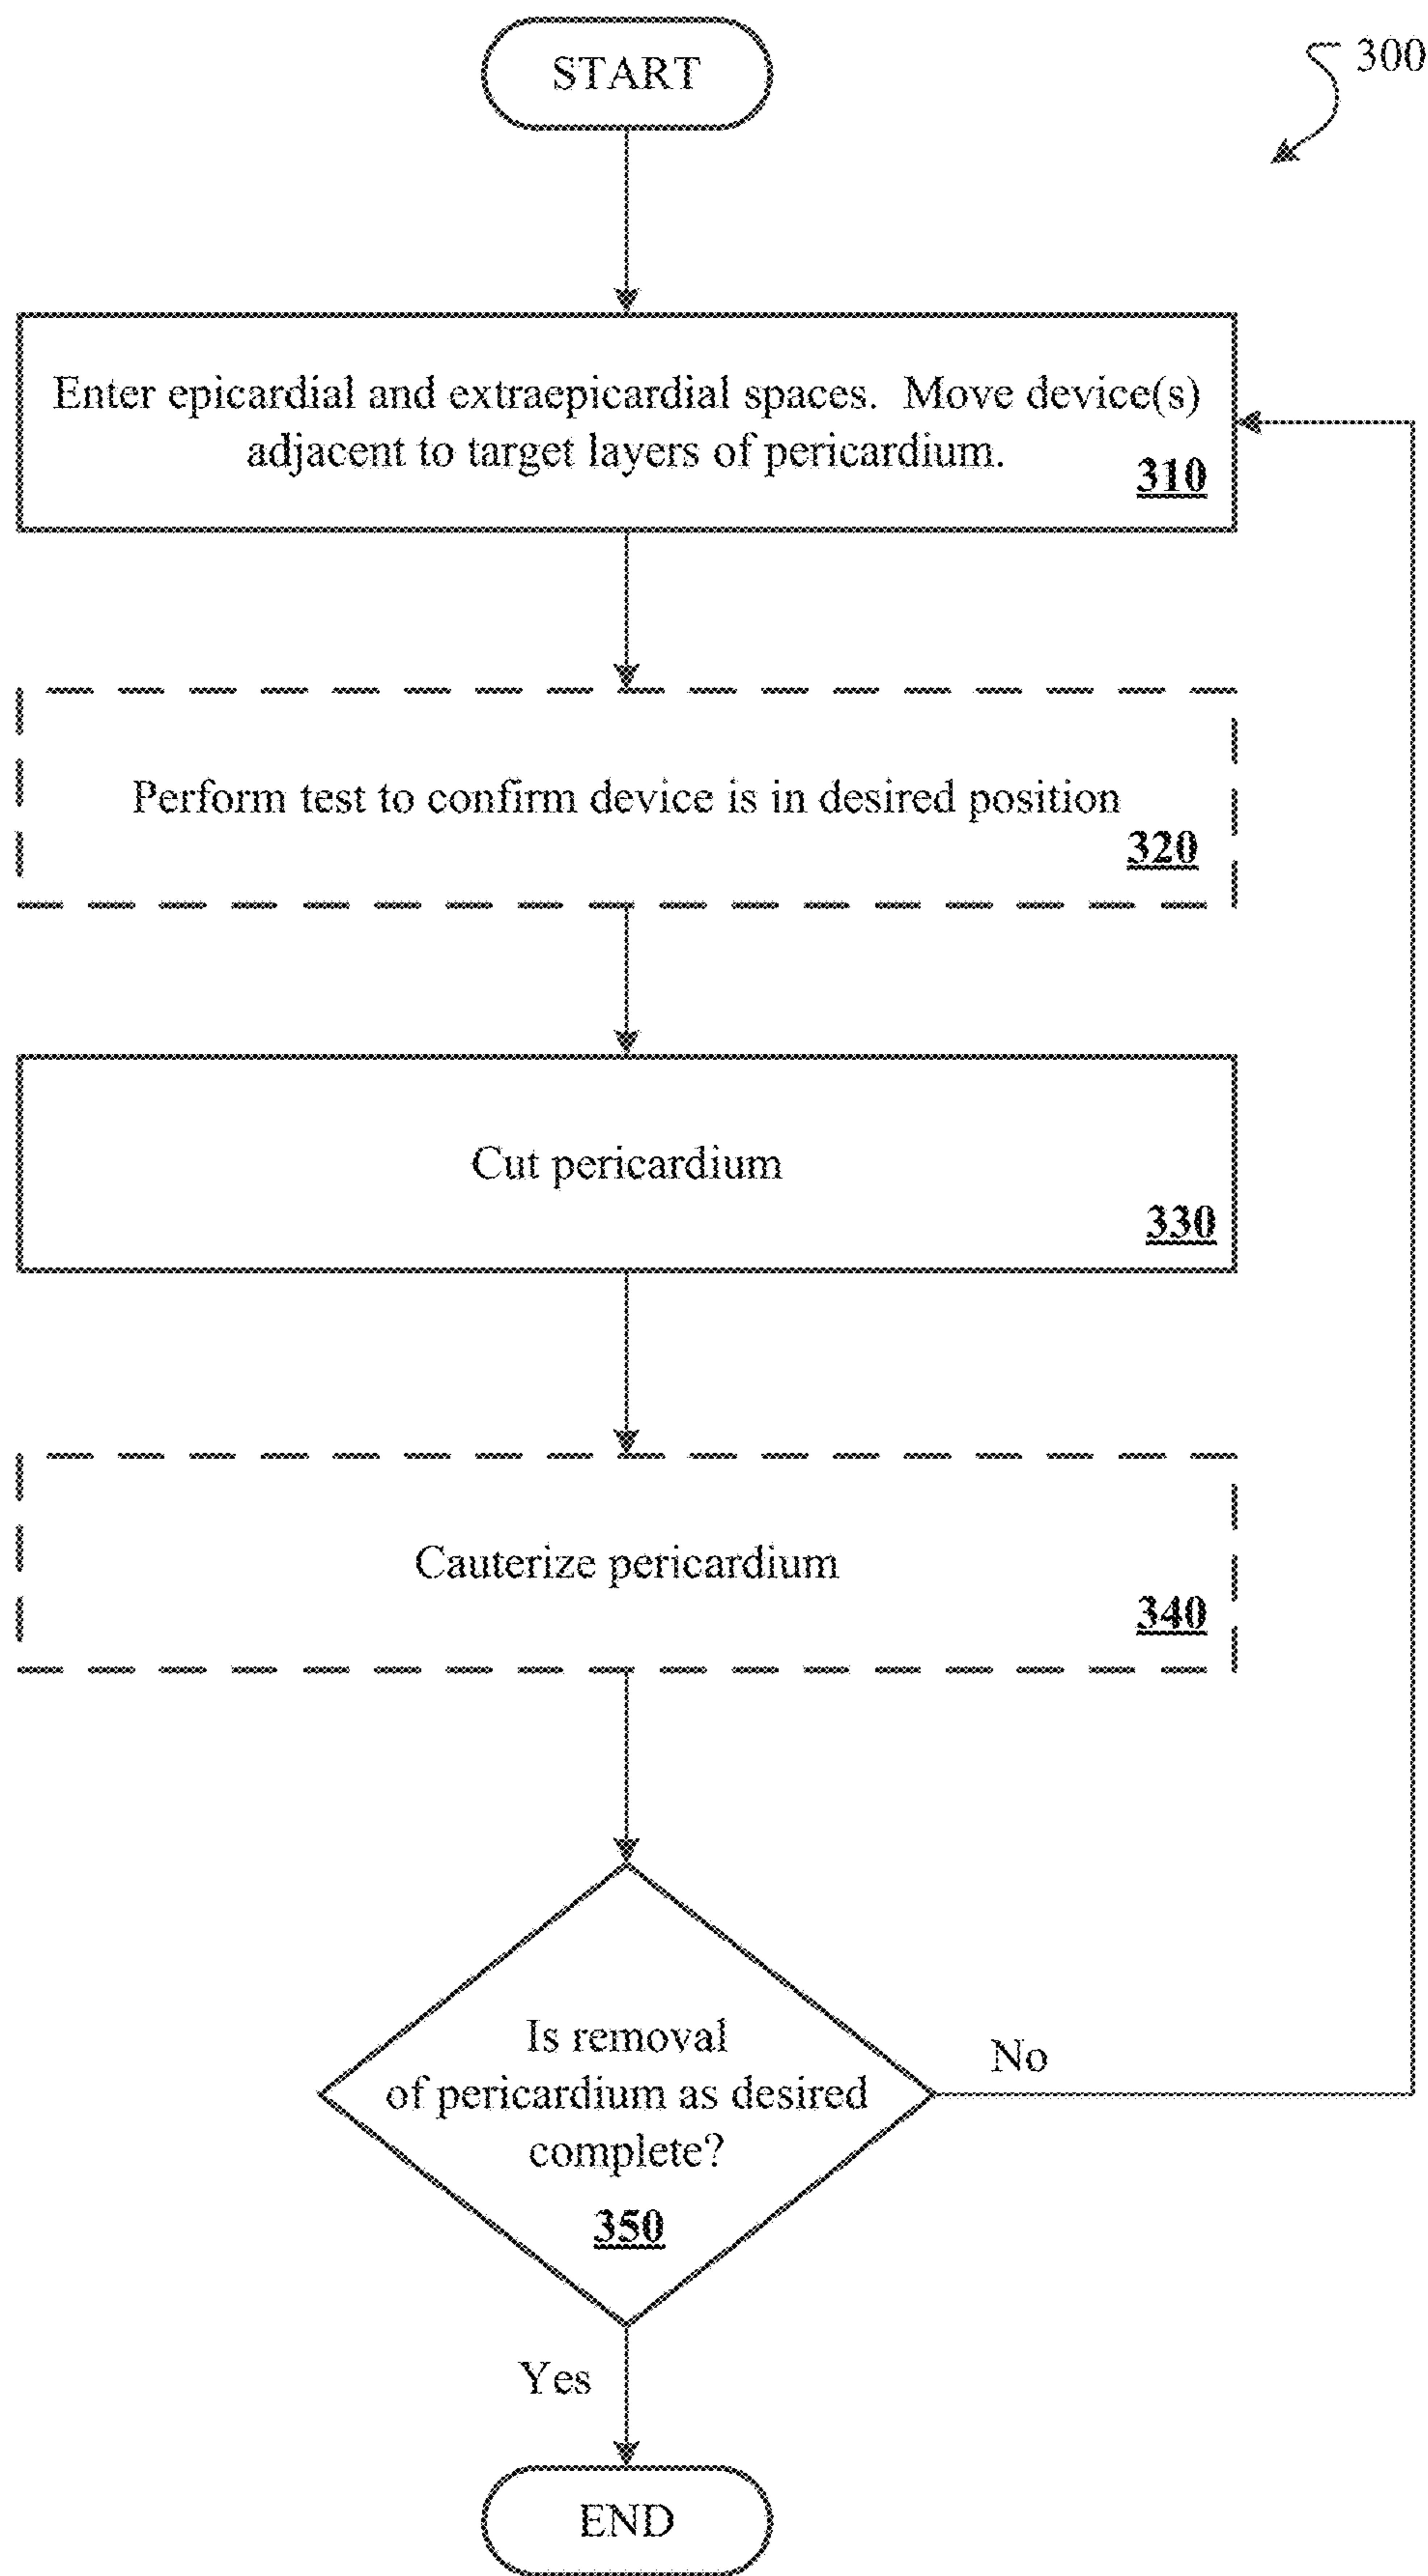 START
300
Enter epicardial and extraepicardial spaces. Move device(s)
adjacent to target layers of pericardium.
310
Perform test to confirm device is in desired position
320
Cut pericardium
330
Cauterize pericardium
340
Is removal
of pericardium as desired
complete?
350
No
Yes
END